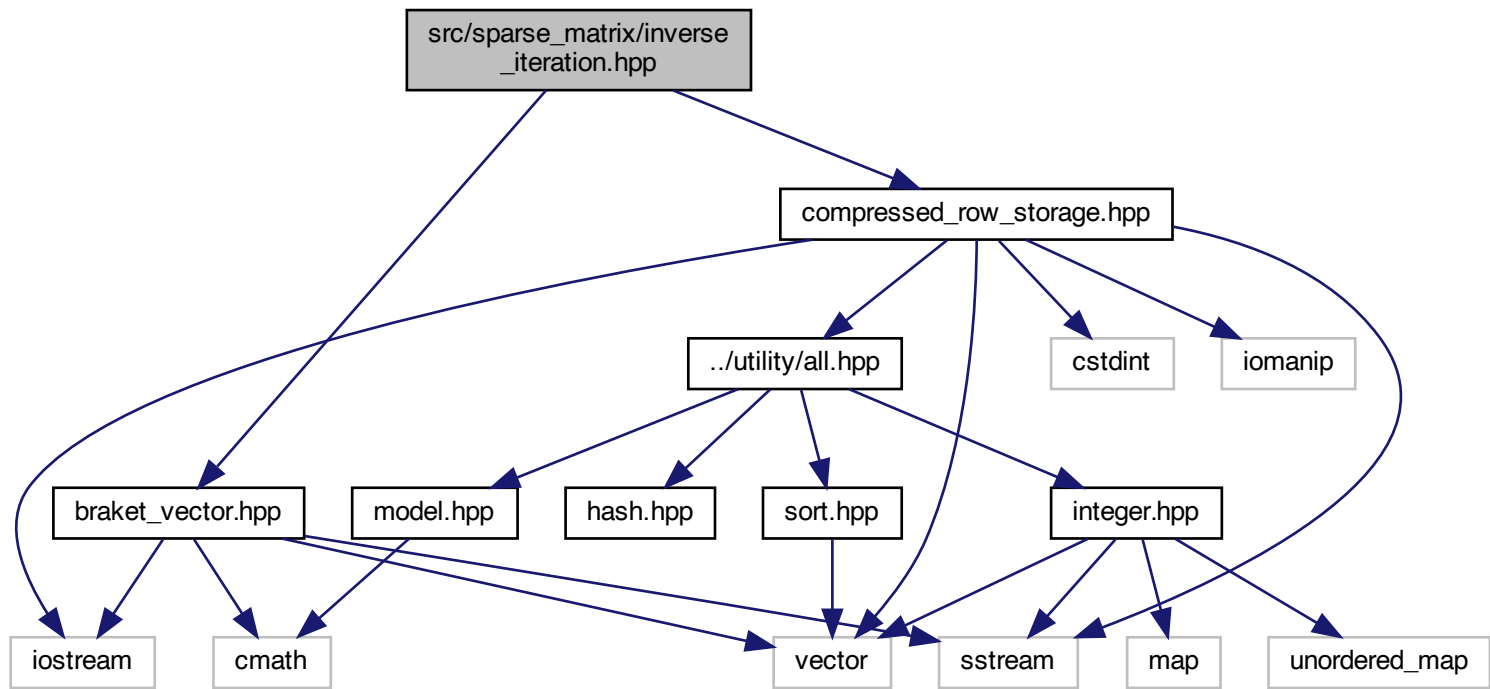 src/sparse_matrix/inverse
_iteration.hpp
compressed_row_storage.hpp
../utility/all.hpp
cstdint
iomanip
braket_vector.hpp
model.hpp
hash.hpp
sort.hpp
integer.hpp
iostream
cmath
vector
sstream
map
unordered_map